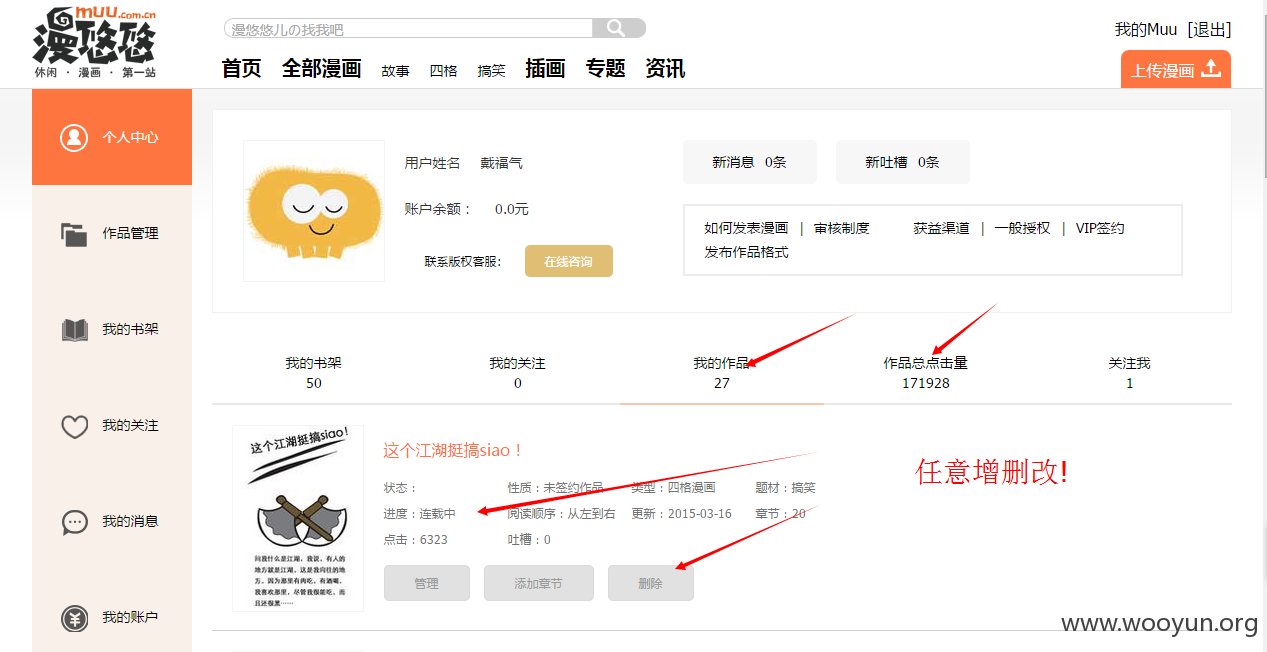 muu.com.cn
漫悠悠
休闲 · 漫画 · 第一站
漫悠悠儿の找我吧
我的Muu [退出]
首页 全部漫画 故事 四格 搞笑 插画 专题 资讯
上传漫画
个人中心
作品管理
我的书架
我的关注
我的消息
我的账户
用户姓名 戴福气
账户余额： 0.0元
联系版权客服: 在线咨询
新消息 0条 新吐槽 0条
如何发表漫画 | 审核制度 获益渠道 | 一般授权 | VIP签约
发布作品格式
我的书架 我的关注 我的作品 作品总点击量 关注我
50 0 27 171928 1
这个江湖挺搞siao！
问我什么是江湖，我说，有人的
地方就是江湖，这是我向往的地
方，因为那里有肉吃，有酒喝，
我喜欢那里，尽管我很能吃，而
且还很黑……
这个江湖挺搞siao！
状态： 性质：未签约作品 类型：四格漫画 题材：搞笑
进度：连载中 阅读顺序：从左到右 更新：2015-03-16 章节：20
点击：6323 吐槽：0
管理 添加章节 删除
任意增删改!
www.wooyun.org